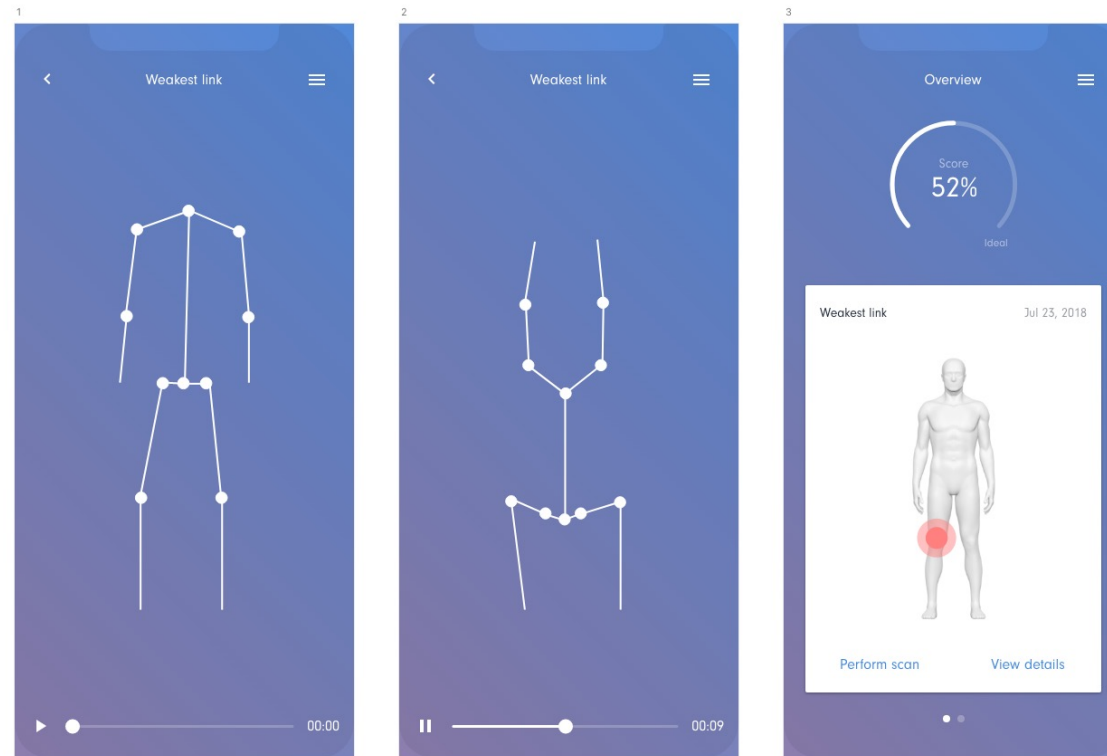 1
Weakest link
00:00
2
Weakest link
00:09
3
Overview
Score
52%
Ideal
Weakest link
Jul 23, 2018
Perform scan
View details